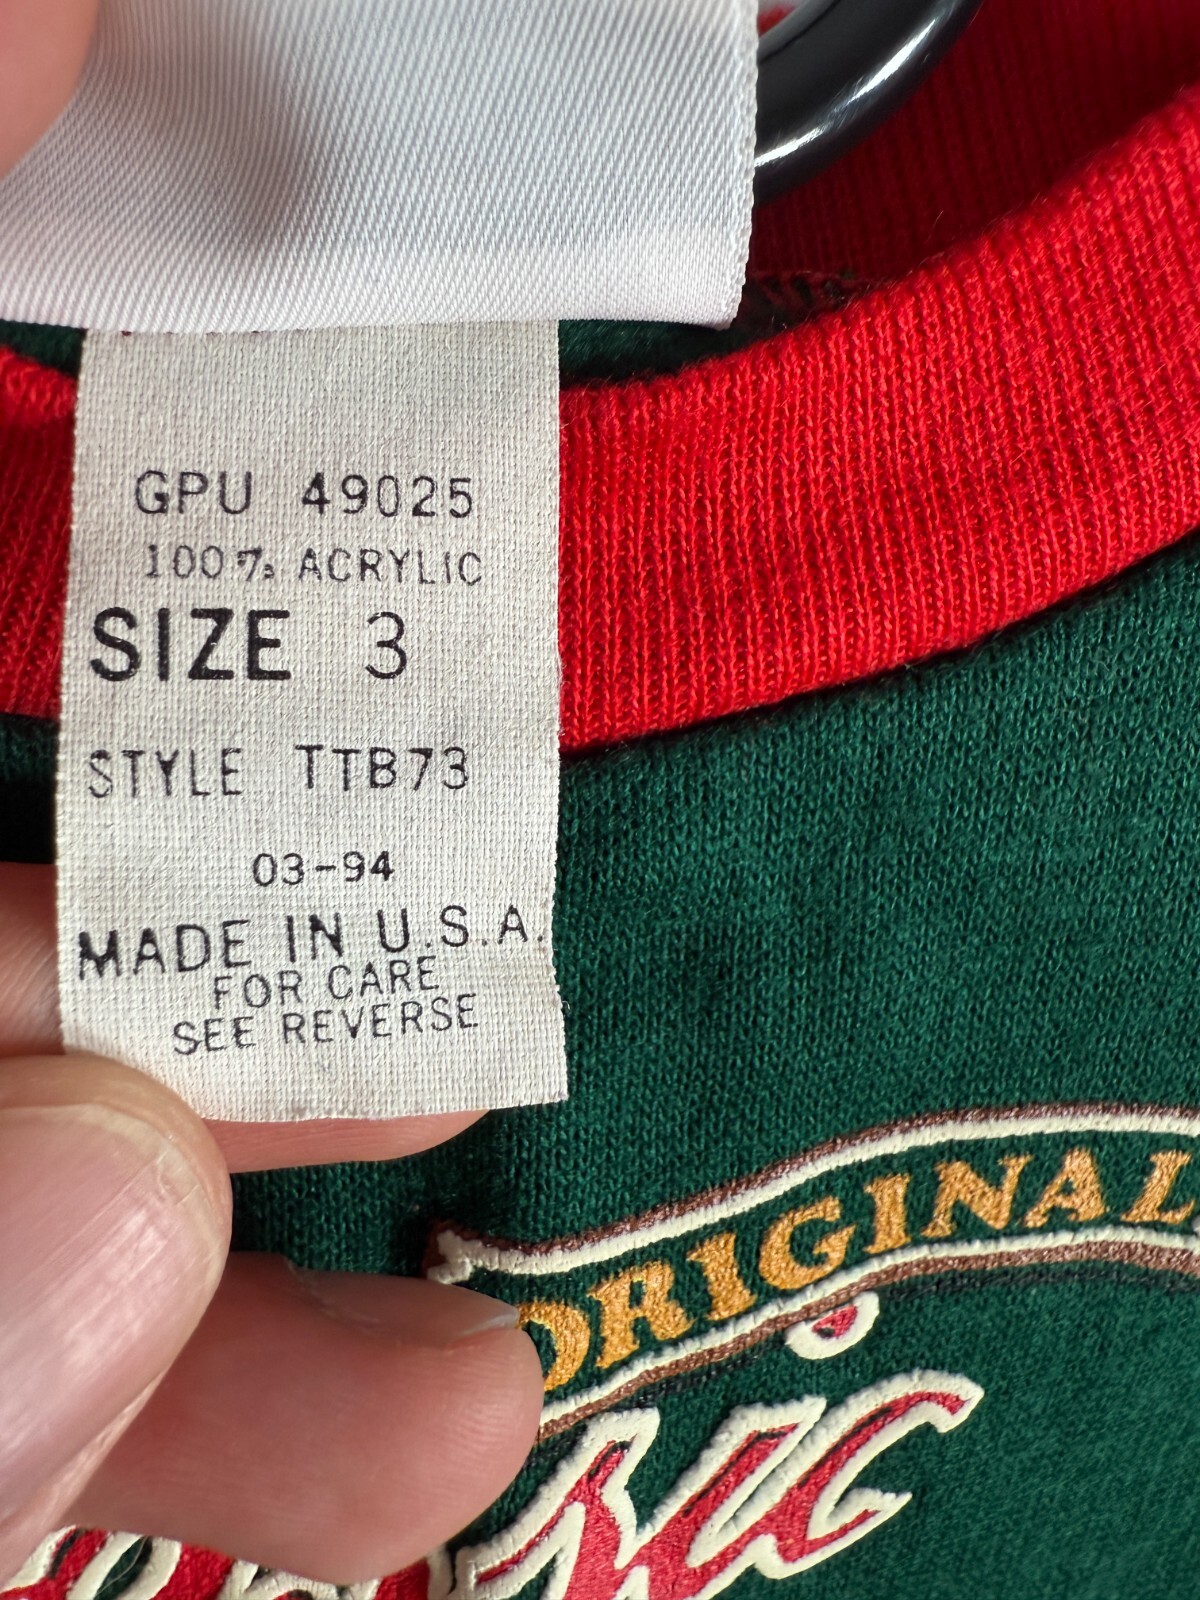 GPU 49025
100% ACRYLIC
SIZE 3
STYLE TTB73
03-94
MADE IN U.S.A.
FOR CARE
SEE REVERSE
ORIGINAL